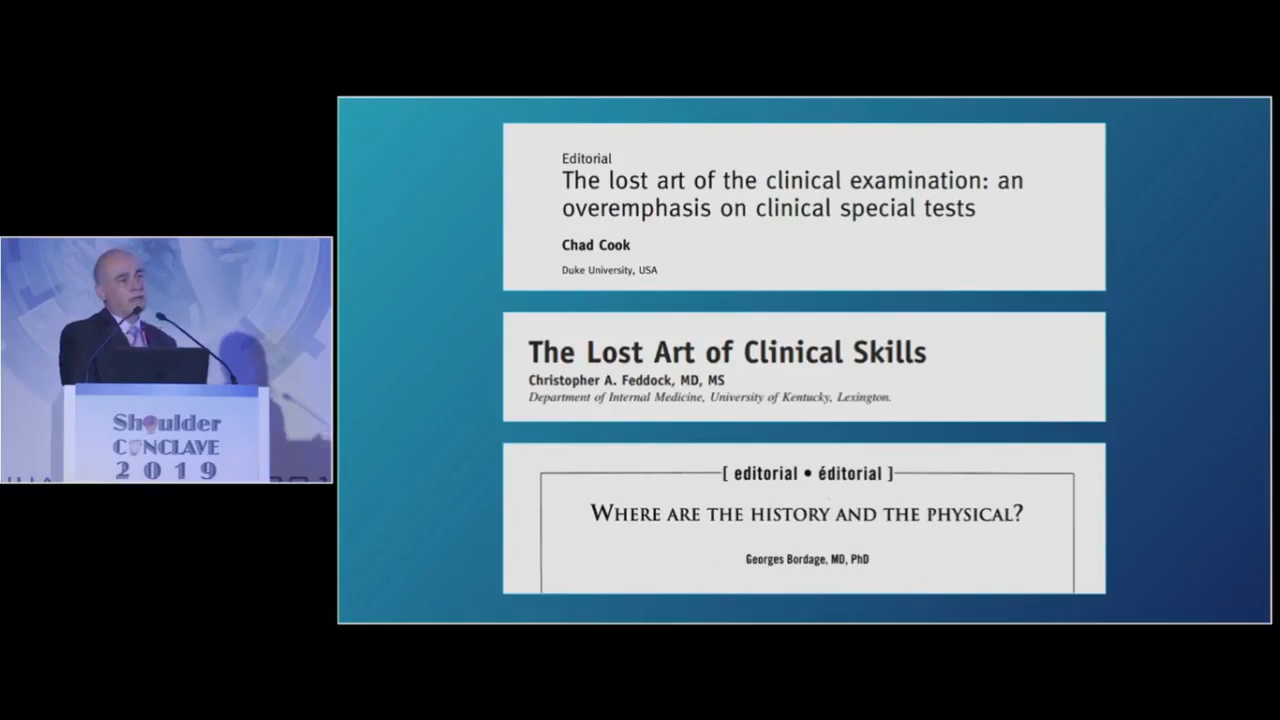 Editorial
The lost art of the clinical examination: an
overemphasis on clinical special tests
Chad Cook
Duke University, USA
The Lost Art of Clinical Skills
Christopher A. Feddock, MD, MS
Department of Internal Medicine, University of Kentucky, Lexington.
[ editorial • éditorial ]
WHERE ARE THE HISTORY AND THE PHYSICAL?
Georges Bordage, MD, PhD
Shoulder
CONCLAVE
2019